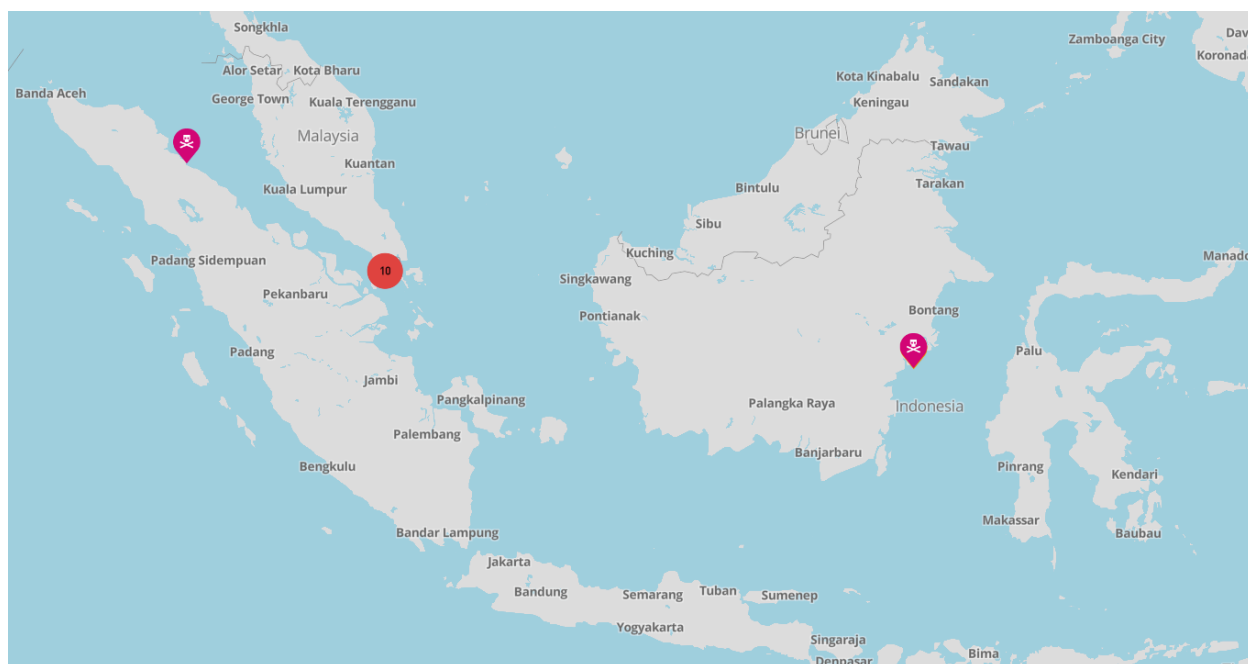 Songkhla
Zamboanga City
Dav
Koronada
Alor Setar
Kota Bharu
Kota Kinabalu
Sandakan
Banda Aceh
George Town
Kuala Terengganu
Keningau
Malaysia
Brunei
Tawau
Kuantan
Kuala Lumpur
Bintulu
Tarakan
Sibu
Kuching
Padang Sidempuan
10
Singkawang
Manado
Pekanbaru
Pontianak
Bontang
Padang
Palu
Jambi
Pangkalpinang
Palangka Raya
Indonesia
Palembang
Bengkulu
Banjarbaru
Pinrang
Kendari
Makassar
Bandar Lampung
Baubau
Jakarta
Bandung
Semarang
Tuban
Sumenep
Yogyakarta
Singaraja
Denpasar
Bima